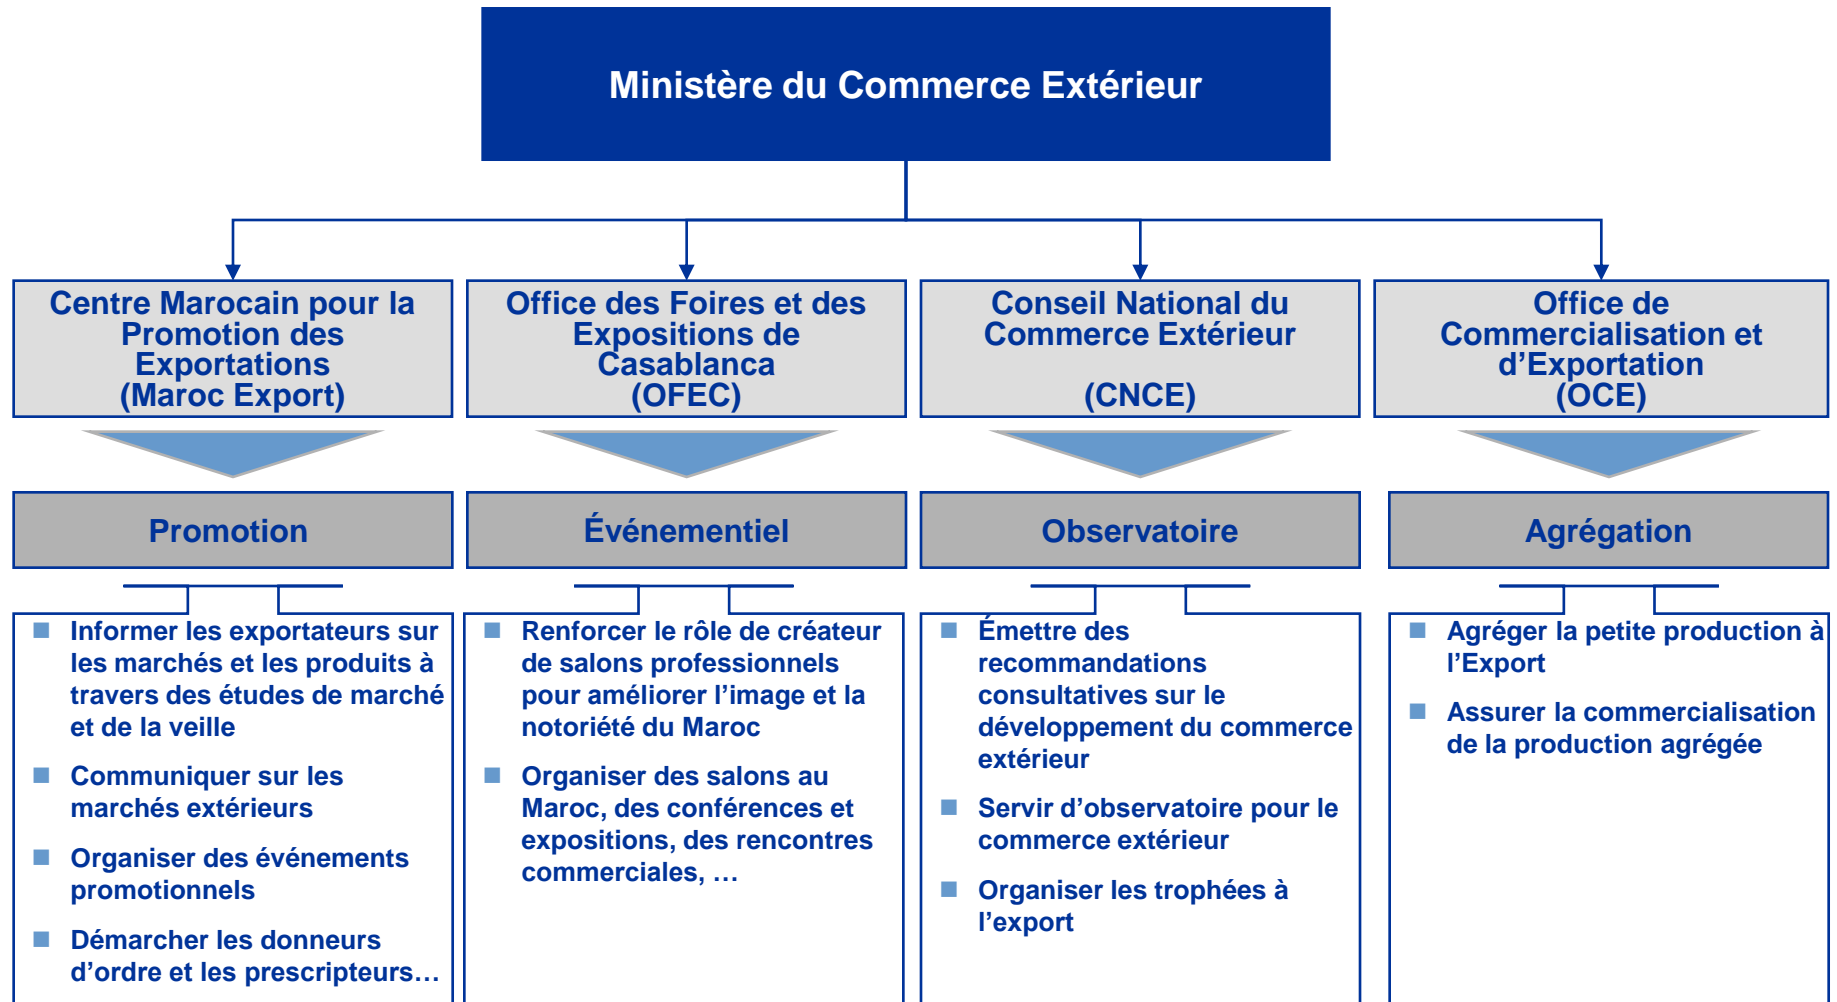 Ministère du Commerce Extérieur
Centre Marocain pour la
Promotion des
Exportations
(Maroc Export)
Office des Foires et des
Expositions de
Casablanca
(OFEC)
Conseil National du
Commerce Extérieur
(CNCE)
Office de
Commercialisation et
d’Exportation
(OCE)
Promotion
Événementiel
Observatoire
Agrégation
Informer les exportateurs sur
les marchés et les produits à
travers des études de marché
et de la veille
Communiquer sur les
marchés extérieurs
Organiser des événements
promotionnels
Démarcher les donneurs
d’ordre et les prescripteurs…
Renforcer le rôle de créateur
de salons professionnels
pour améliorer l’image et la
notoriété du Maroc
Organiser des salons au
Maroc, des conférences et
expositions, des rencontres
commerciales, …
Émettre des
recommandations
consultatives sur le
développement du commerce
extérieur
Servir d’observatoire pour le
commerce extérieur
Organiser les trophées à
l’export
Agréger la petite production à
l’Export
Assurer la commercialisation
de la production agrégée